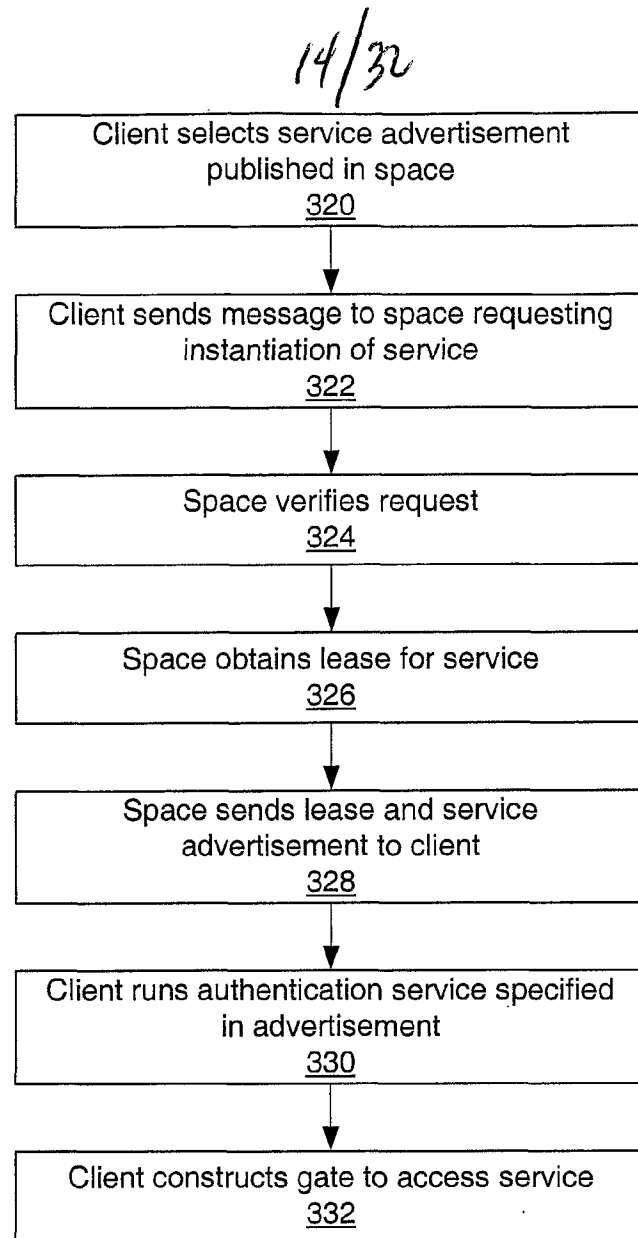 14/32
Client selects service advertisement
published in space
320
Client sends message to space requesting
instantiation of service
322
Space verifies request
324
Space obtains lease for service
326
Space sends lease and service
advertisement to client
328
Client runs authentication service specified
in advertisement
330
Client constructs gate to access service
332